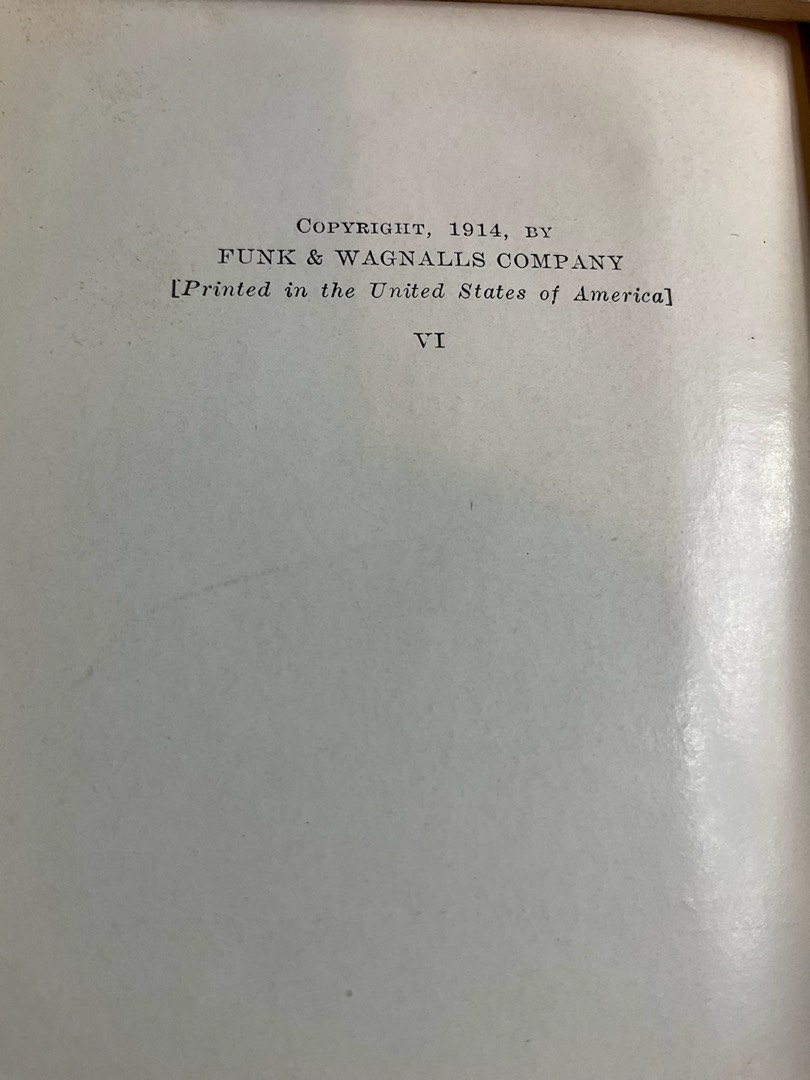 COPYRIGHT, 1914, BY
FUNK & WAGNALLS COMPANY
[Printed in the United States of America]
VI